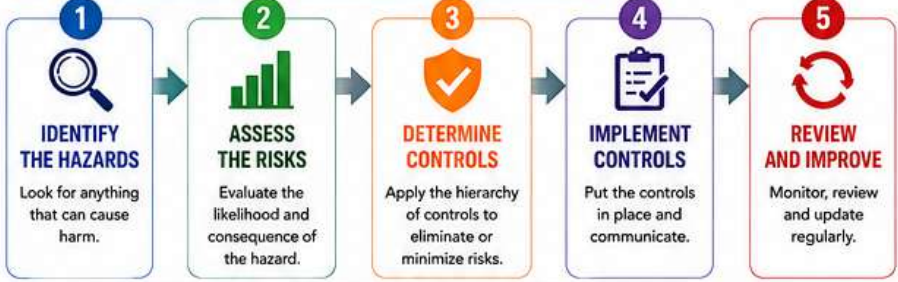 1
IDENTIFY
THE HAZARDS
Look for anything
that can cause
harm.
2
ASSESS
THE RISKS
Evaluate the
likelihood and
consequence of
the hazard.
3
DETERMINE
CONTROLS
Apply the hierarchy
of controls to
eliminate or
minimize risks.
4
IMPLEMENT
CONTROLS
Put the controls
in place and
communicate.
5
REVIEW
AND IMPROVE
Monitor, review
and update
regularly.